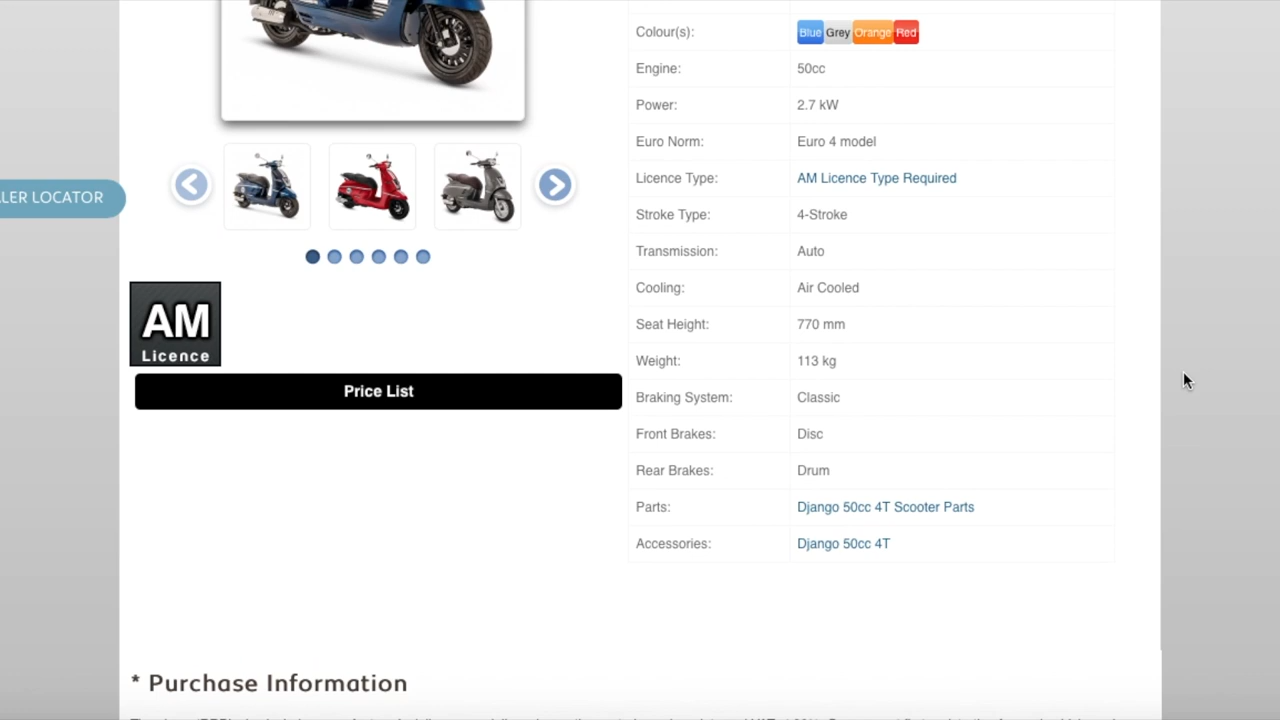 Colour(s): Blue Grey Orange Red
Engine: 50cc
Power: 2.7 kW
Euro Norm: Euro 4 model
Licence Type: AM Licence Type Required
LER LOCATOR
Stroke Type: 4-Stroke
Transmission: Auto
Cooling: Air Cooled
AM
Licence
Seat Height: 770 mm
Weight: 113 kg
Price List
Braking System: Classic
Front Brakes: Disc
Rear Brakes: Drum
Parts: Django 50cc 4T Scooter Parts
Accessories: Django 50cc 4T
* Purchase Information